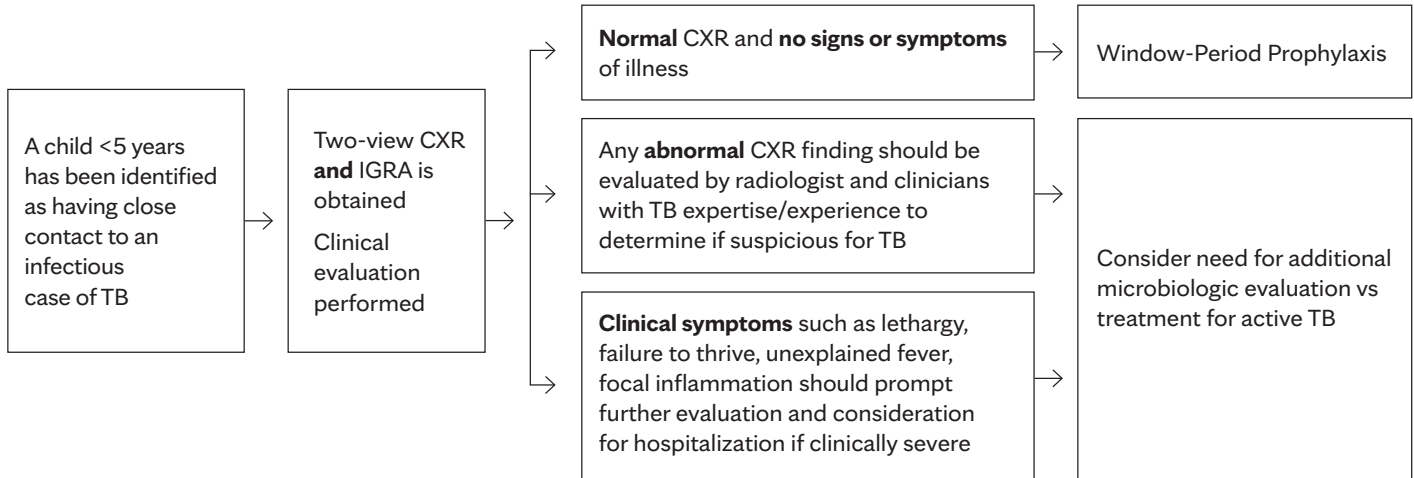 A child <5 years
has been identified
as having close
contact to an
infectious
case of TB
Two-view CXR
and IGRA is
obtained
Clinical
evaluation
performed
Normal CXR and no signs or symptoms
of illness
Window-Period Prophylaxis
Any abnormal CXR finding should be
evaluated by radiologist and clinicians
with TB expertise/experience to
determine if suspicious for TB
Clinical symptoms such as lethargy,
failure to thrive, unexplained fever,
focal inflammation should prompt
further evaluation and consideration
for hospitalization if clinically severe
Consider need for additional
microbiologic evaluation vs
treatment for active TB